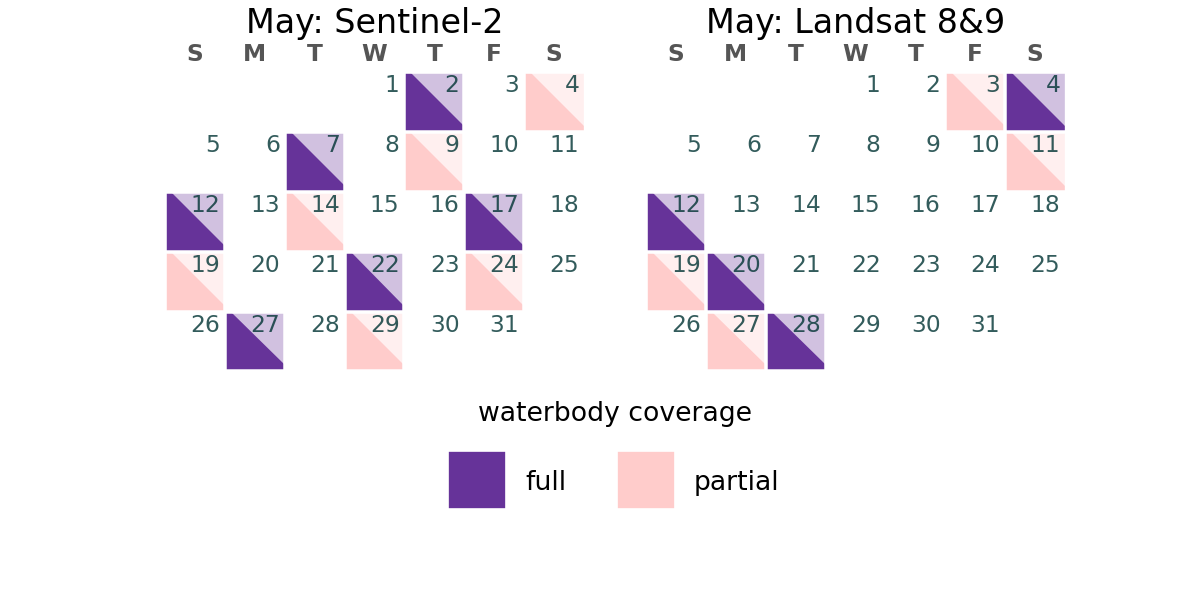 May: Sentinel-2
S M T W T F S
1 2 3 4
5 6 7 8 9 10 11
12 13 14 15 16 17 18
19 20 21 22 23 24 25
26 27 28 29 30 31
May: Landsat 8&9
S M T W T F S
1 2 3 4
5 6 7 8 9 10 11
12 13 14 15 16 17 18
19 20 21 22 23 24 25
26 27 28 29 30 31
waterbody coverage
full partial